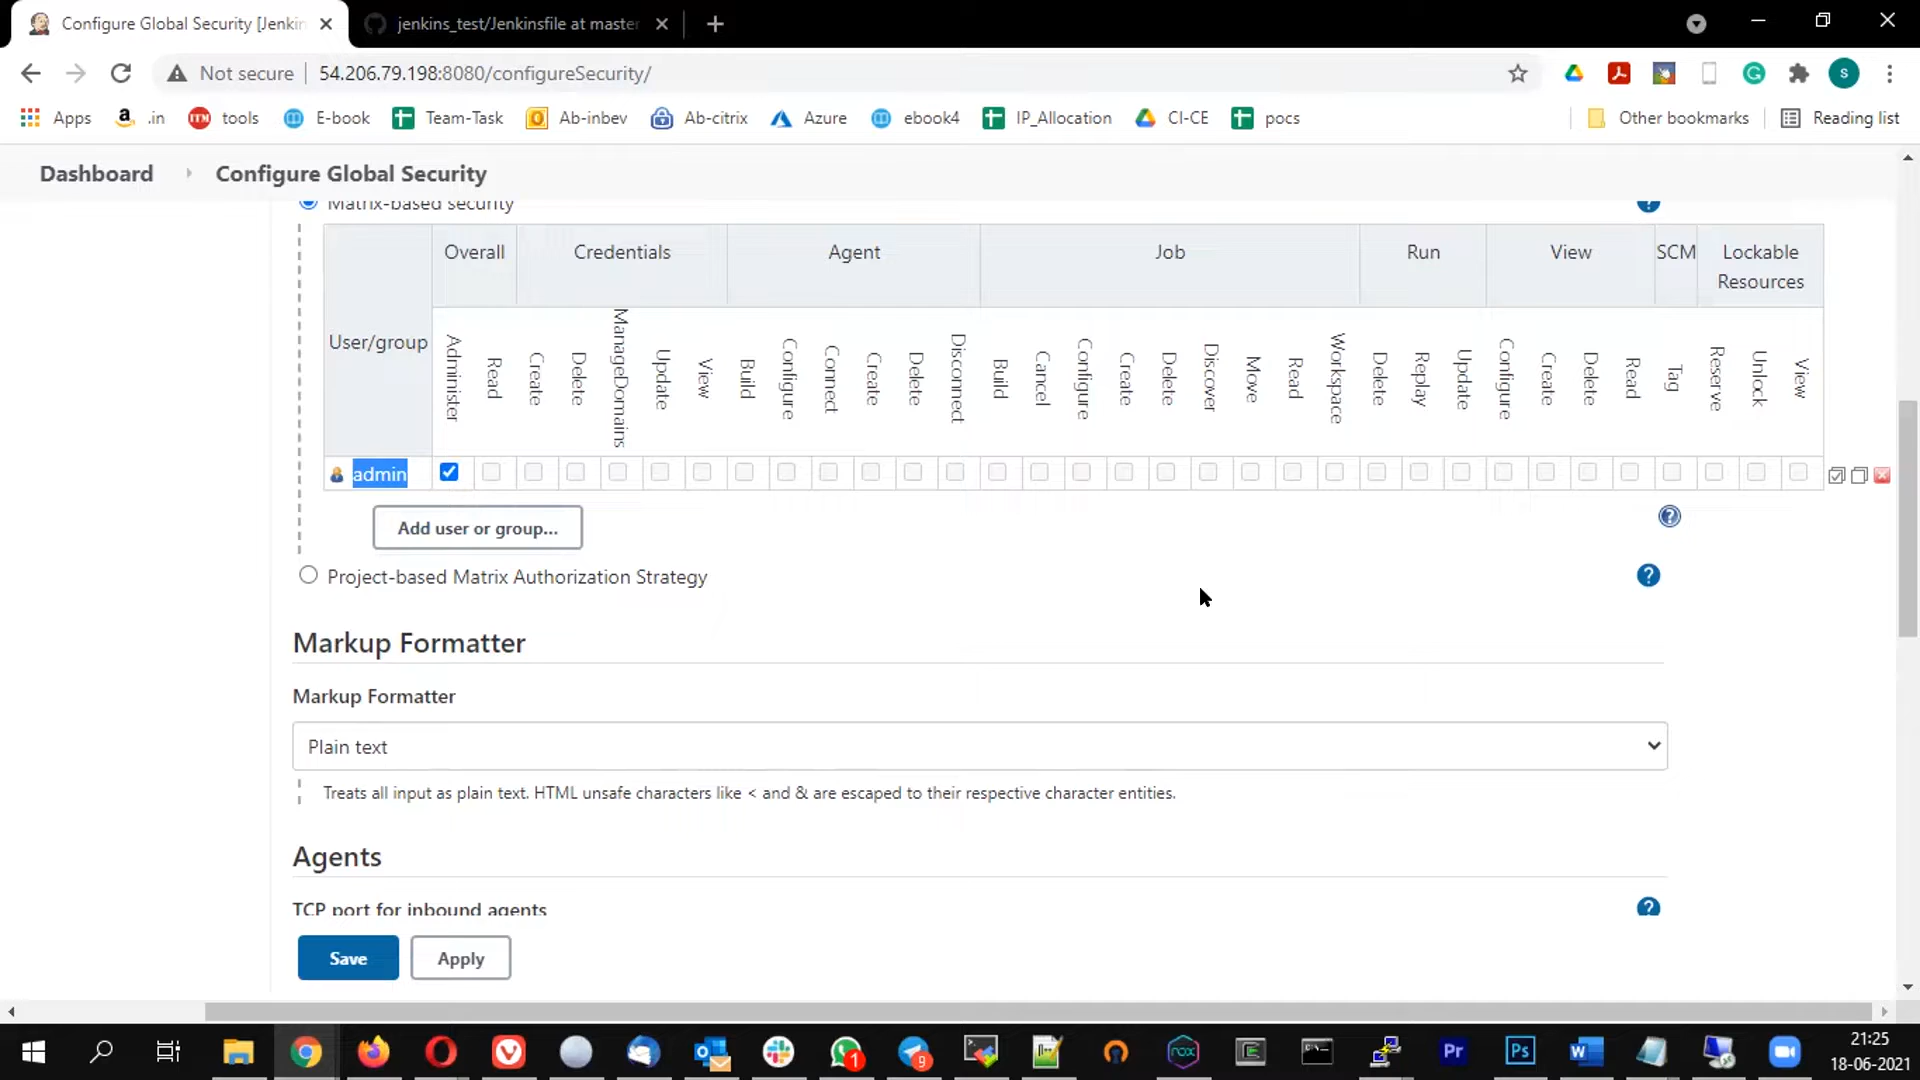 Configure Global Security [Jenkin
jenkins_test/Jenkinsfile at master
Not secure
54.206.79.198:8080/configureSecurity/
Apps
.in
tools
E-book
Team-Task
Ab-inbev
Ab-citrix
Azure
ebook4
IP_Allocation
CI-CE
pocs
Other bookmarks
Reading list
Dashboard
Configure Global Security
Matrix-based security
User/group
Overall
Credentials
Agent
Job
Run
View
SCM
Lockable
Resources
Administer
Read
Create
Delete
ManageDomains
Update
View
Build
Configure
Connect
Create
Delete
Disconnect
Build
Cancel
Configure
Create
Delete
Discover
Move
Read
Workspace
Delete
Replay
Update
Configure
Create
Delete
Read
Tag
Reserve
Unlock
View
admin
Add user or group...
Project-based Matrix Authorization Strategy
Markup Formatter
Markup Formatter
Plain text
Treats all input as plain text. HTML unsafe characters like < and & are escaped to their respective character entities.
Agents
TCP port for inbound agents
Save
Apply
21:25
18-06-2021